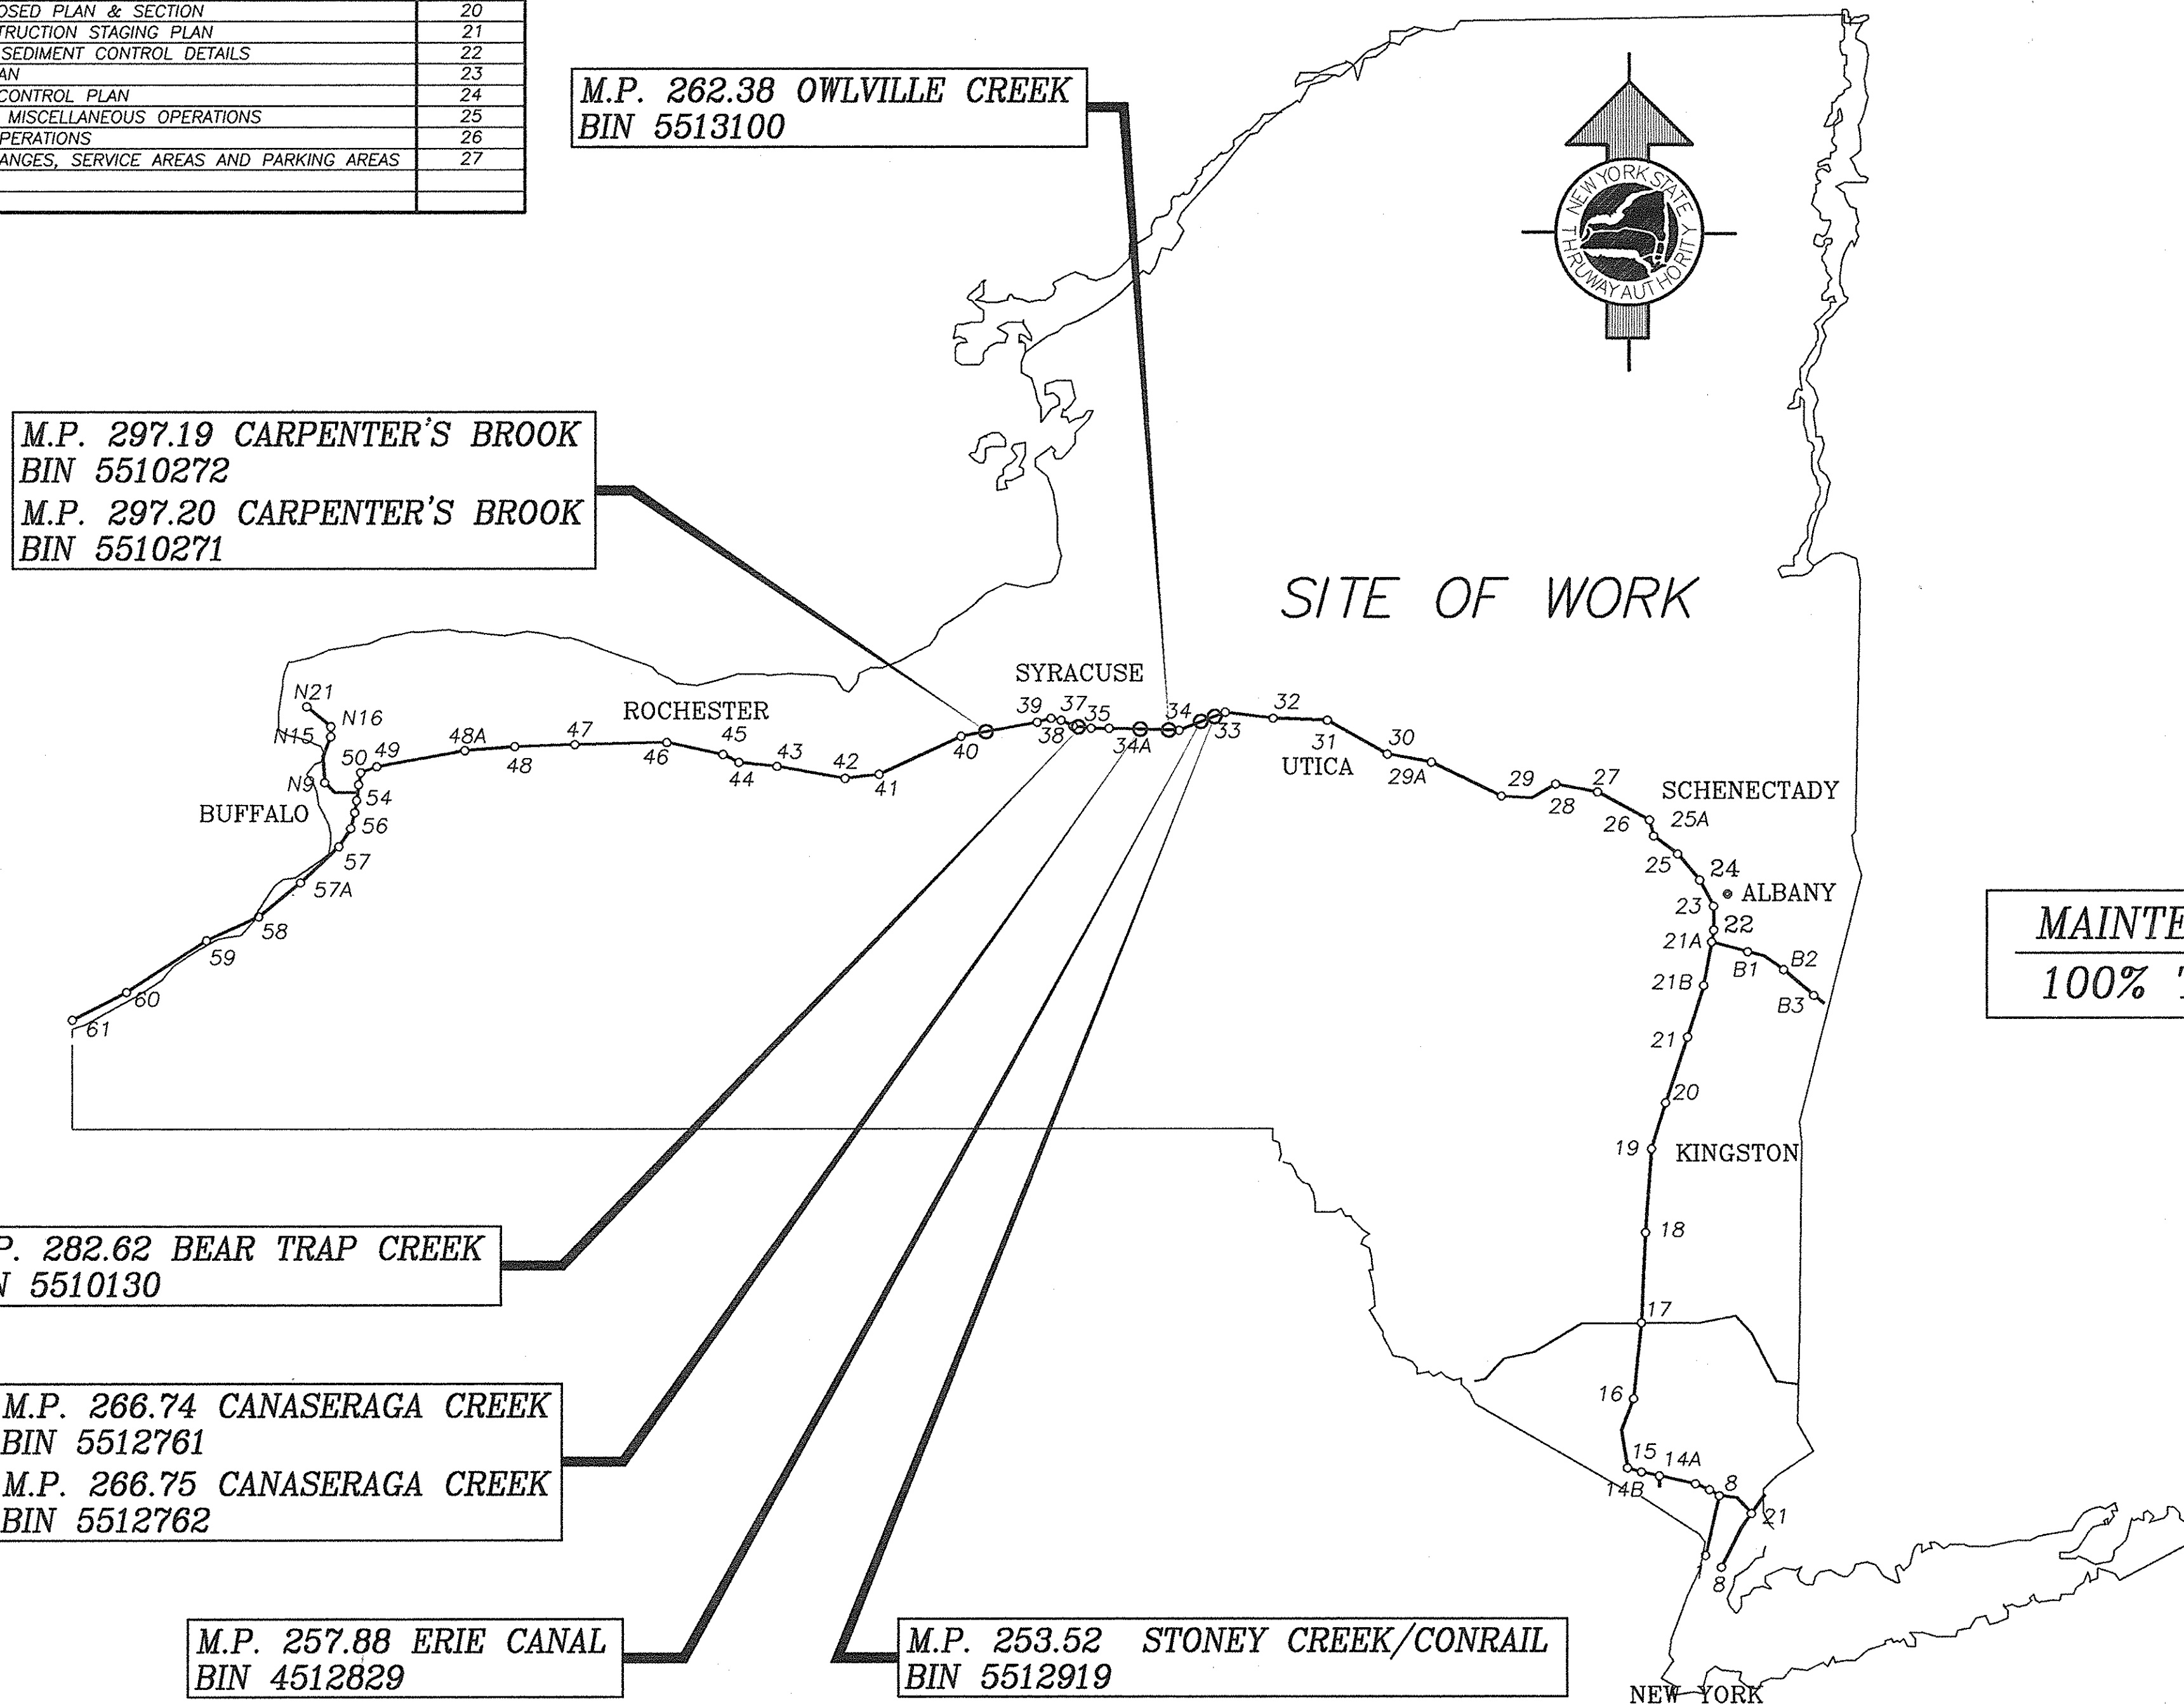 OSED PLAN & SECTION 20
TRUCTION STAGING PLAN 21
SEDIMENT CONTROL DETAILS 22
AN 23
CONTROL PLAN 24
MISCELLANEOUS OPERATIONS 25
PERATIONS 26
ANGES, SERVICE AREAS AND PARKING AREAS 27
M.P. 262.38 OWLVILLE CREEK
BIN 5513100
NEW YORK STATE
THRUWAY AUTHORITY
M.P. 297.19 CARPENTER'S BROOK
BIN 5510272
M.P. 297.20 CARPENTER'S BROOK
BIN 5510271
SITE OF WORK
SYRACUSE
ROCHESTER
N21
N16
N15
N9
50
49
48A
48
47
46
45
44
43
42
41
40
39
38
37
35
34A
34
33
32
31
UTICA
30
29A
29
28
27
26
SCHENECTADY
25A
25
24
ALBANY
23
22
21A
B1
B2
B3
21B
21
20
19
KINGSTON
18
17
16
15
14A
14B
8
21
8
NEW YORK
BUFFALO
54
56
57
57A
58
59
60
61
MAINTE
100%
P. 282.62 BEAR TRAP CREEK
N 5510130
M.P. 266.74 CANASERAGA CREEK
BIN 5512761
M.P. 266.75 CANASERAGA CREEK
BIN 5512762
M.P. 257.88 ERIE CANAL
BIN 4512829
M.P. 253.52 STONEY CREEK/CONRAIL
BIN 5512919